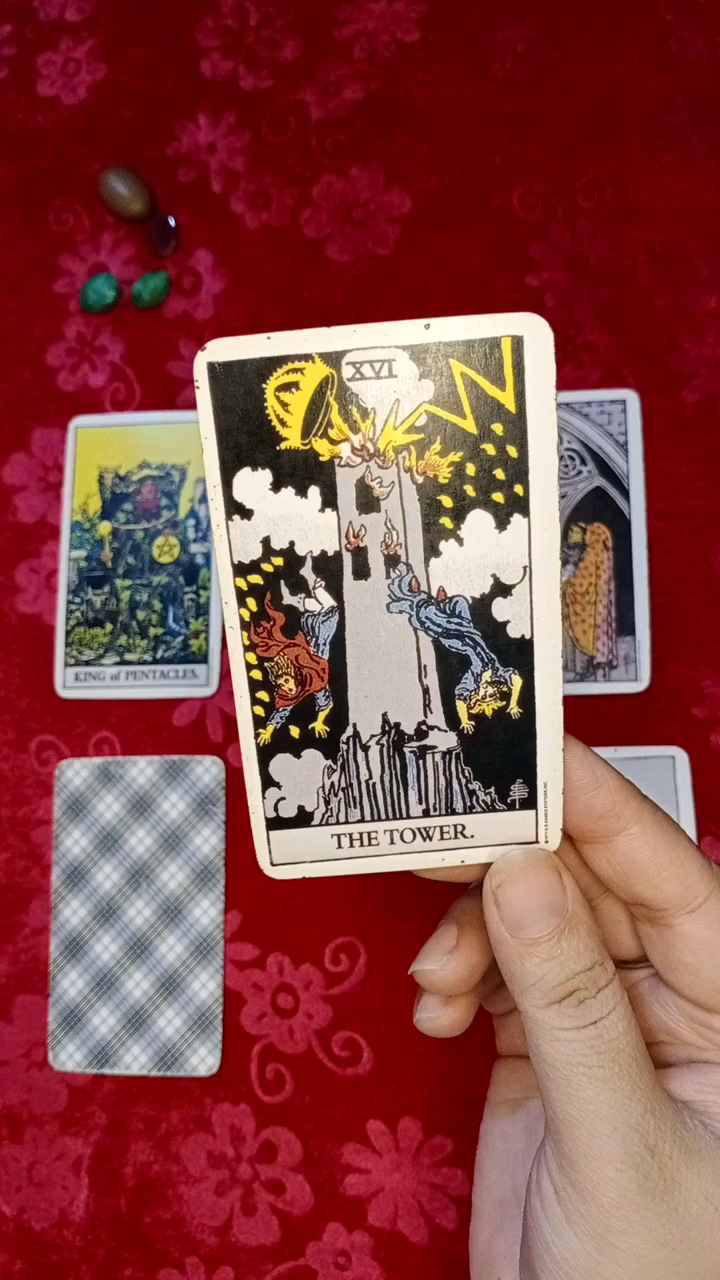 XVI
KING of PENTACLES.
THE TOWER.